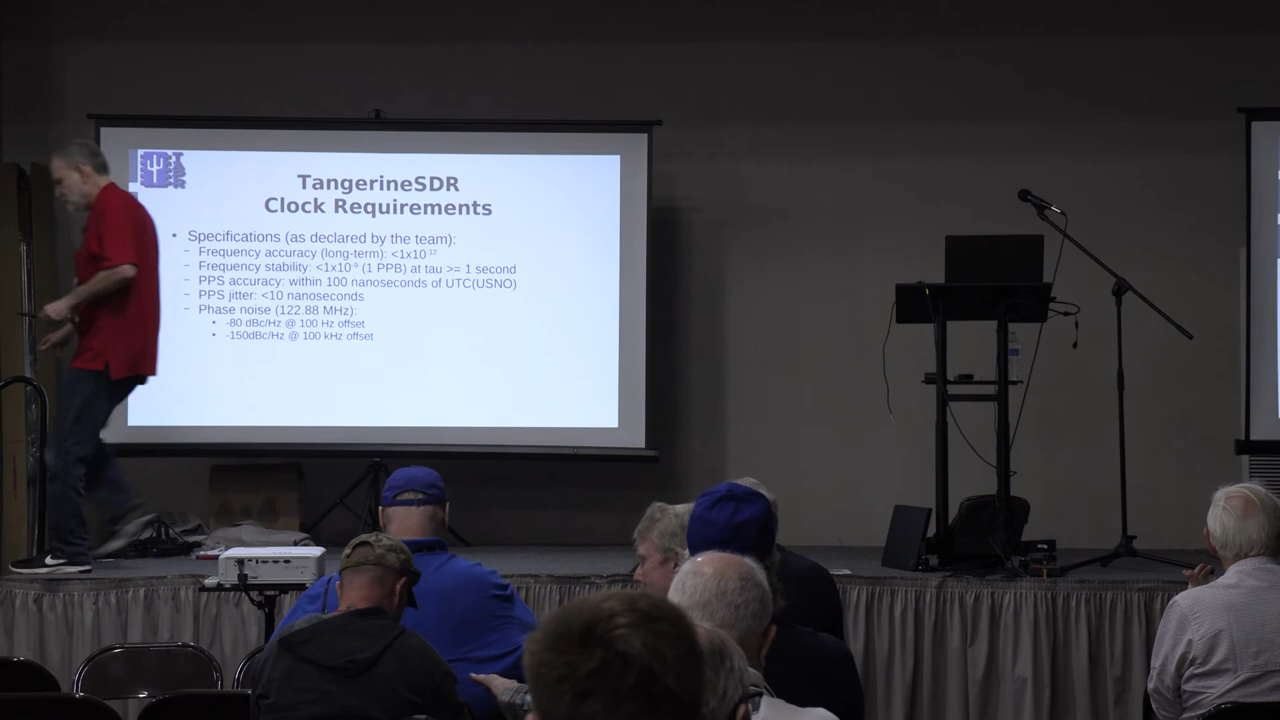 TangerineSDR
Clock Requirements
• Specifications (as declared by the team):
– Frequency accuracy (long-term): <1x10⁻¹²
– Frequency stability: <1x10⁻⁹ (1 PPB) at tau >= 1 second
– PPS accuracy: within 100 nanoseconds of UTC(USNO)
– PPS jitter: <10 nanoseconds
– Phase noise (122.88 MHz):
• -80 dBc/Hz @ 100 Hz offset
• -150dBc/Hz @ 100 kHz offset